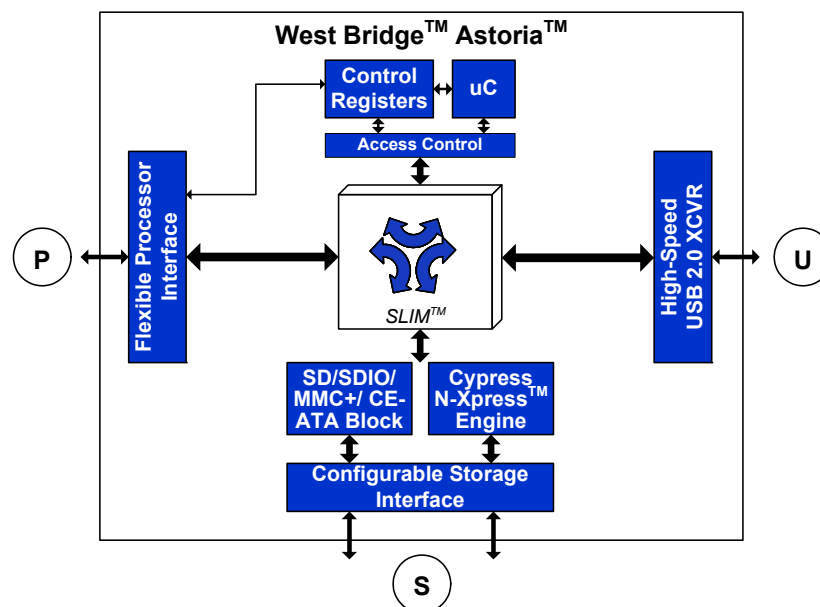 West Bridge™ Astoria™
Control
Registers
uC
Access Control
Flexible Processor
Interface
P
High-Speed
USB 2.0 XCVR
U
SLIM™
SD/SDIO/
MMC+/ CE-
ATA Block
Cypress
N-Xpress™
Engine
Configurable Storage
Interface
S